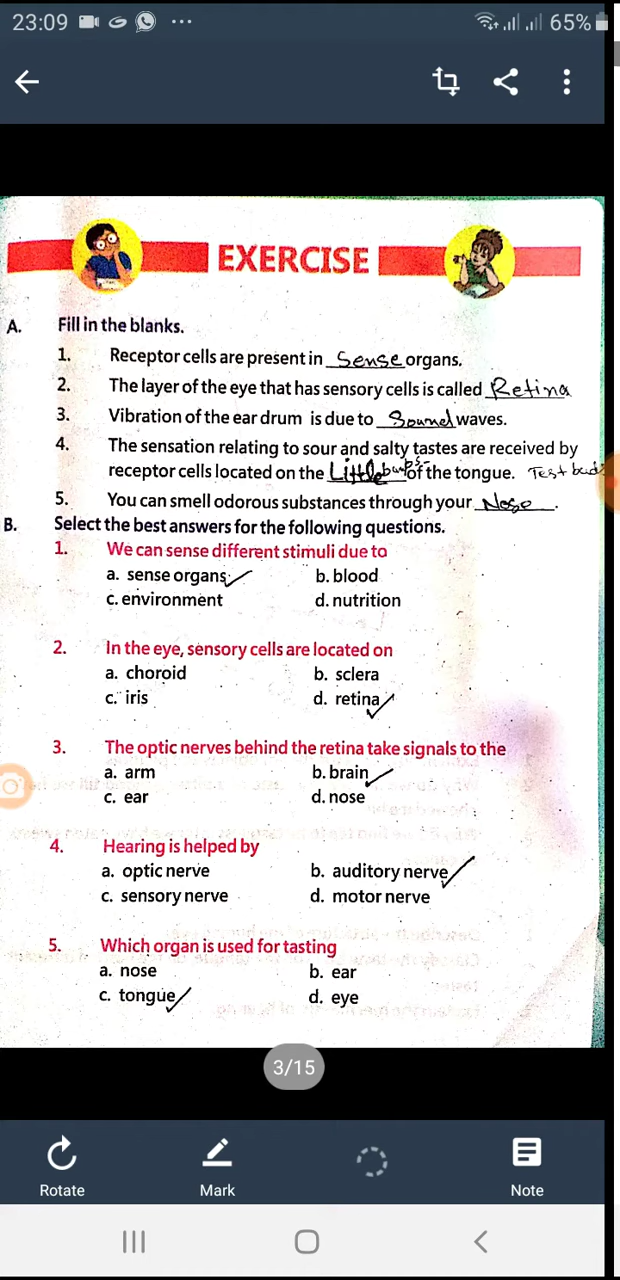 23:09 65%
EXERCISE
A. Fill in the blanks.
1. Receptor cells are present in Sense organs.
2. The layer of the eye that has sensory cells is called Retina
3. Vibration of the ear drum is due to Sound waves.
4. The sensation relating to sour and salty tastes are received by
receptor cells located on the Little of the tongue. Test buds
5. You can smell odorous substances through your Nose.
B. Select the best answers for the following questions.
1. We can sense different stimuli due to
a. sense organs b. blood
c. environment d. nutrition
2. In the eye, sensory cells are located on
a. choroid b. sclera
c. iris d. retina
3. The optic nerves behind the retina take signals to the
a. arm b. brain
c. ear d. nose
4. Hearing is helped by
a. optic nerve b. auditory nerve
c. sensory nerve d. motor nerve
5. Which organ is used for tasting
a. nose b. ear
c. tongue d. eye
3/15
Rotate Mark Note